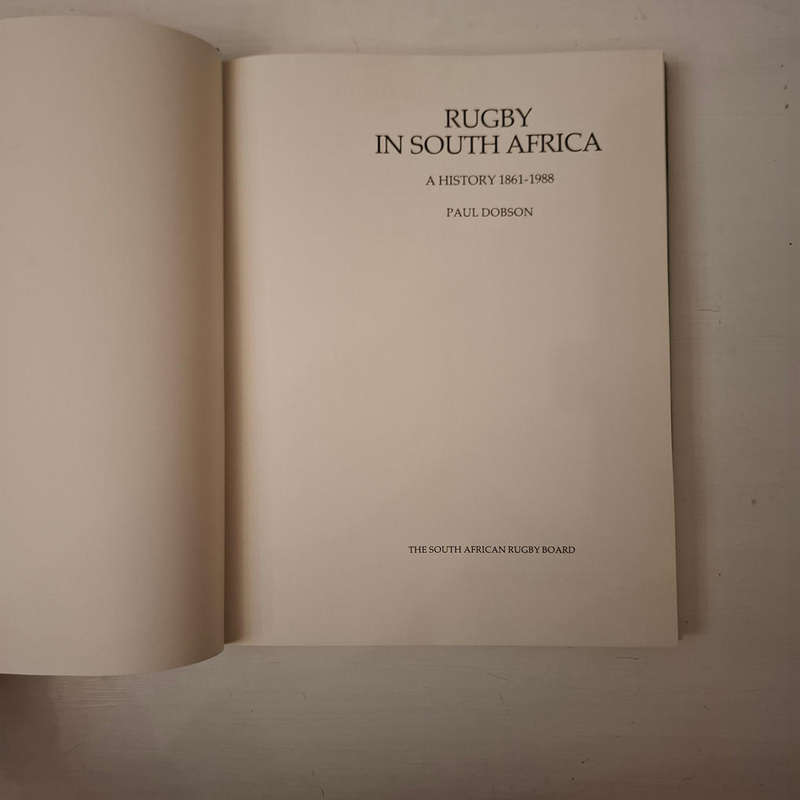 RUGBY
IN SOUTH AFRICA
A HISTORY 1861-1988
PAUL DOBSON
THE SOUTH AFRICAN RUGBY BOARD